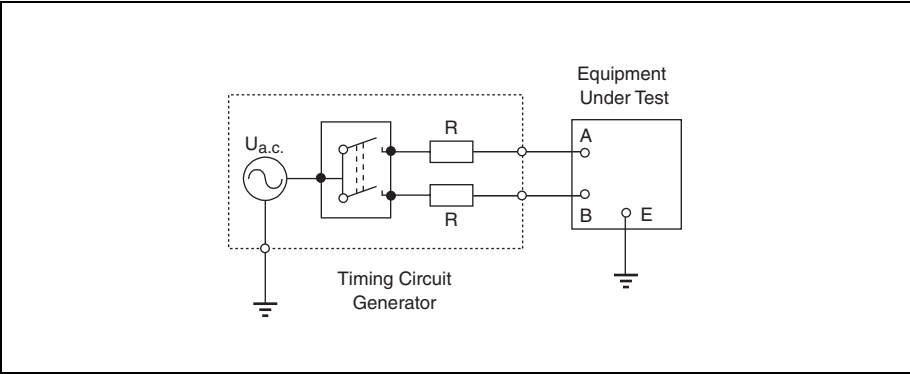 Equipment
Under Test
R
A
Ua.c.
B
E
R
Timing Circuit
Generator